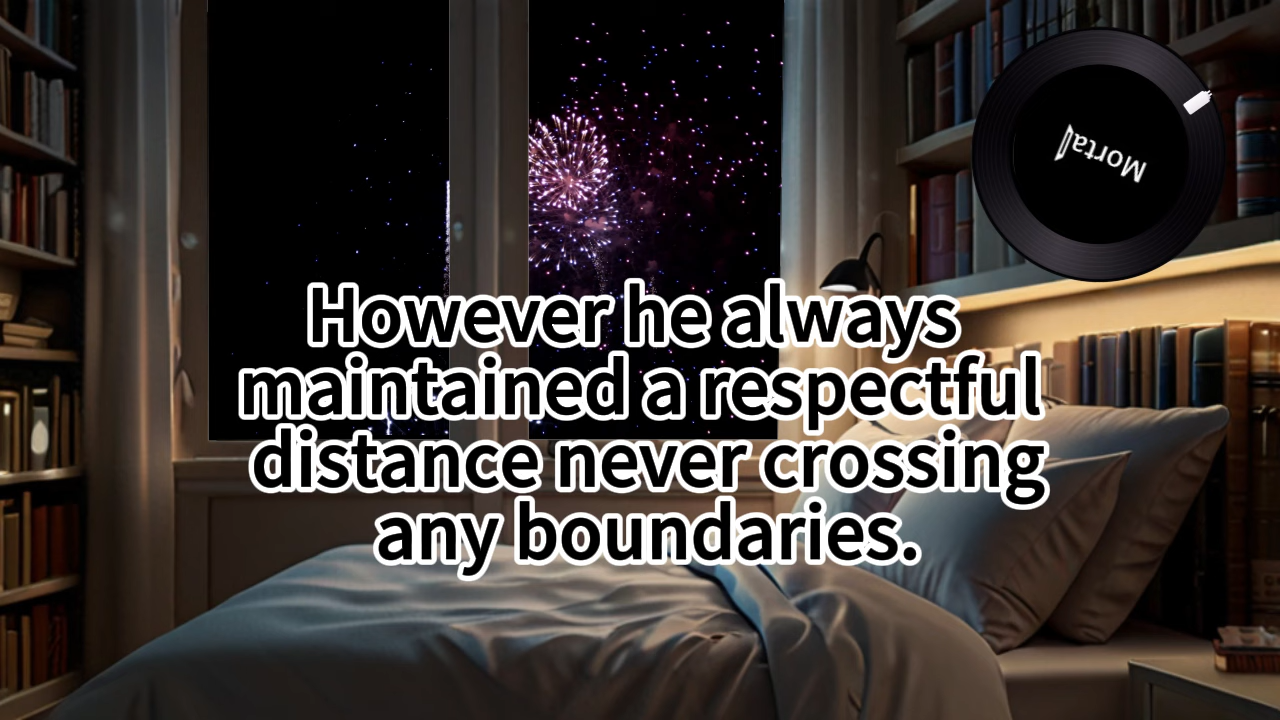 Mortal
However he always
maintained a respectful
distance never crossing
any boundaries.